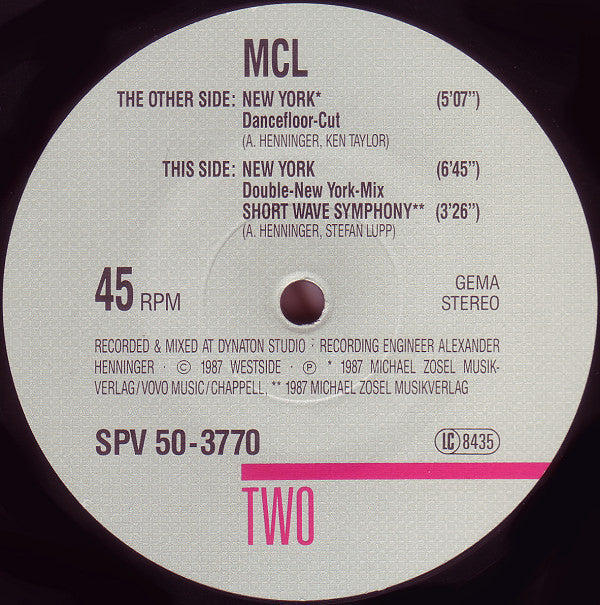 MCL
THE OTHER SIDE: NEW YORK* (5'07")
Dancefloor-Cut
(A. HENNINGER, KEN TAYLOR)
THIS SIDE: NEW YORK (6'45")
Double-New York-Mix
SHORT WAVE SYMPHONY** (3'26")
(A. HENNINGER, STEFAN LUPP)
45 RPM
GEMA
STEREO
RECORDED & MIXED AT DYNATON STUDIO · RECORDING ENGINEER ALEXANDER
HENNINGER · © 1987 WESTSIDE · ℗ * 1987 MICHAEL ZOSEL MUSIK-
VERLAG/VOVO MUSIC/CHAPPELL. ** 1987 MICHAEL ZOSEL MUSIKVERLAG
SPV 50-3770
LC 8435
TWO